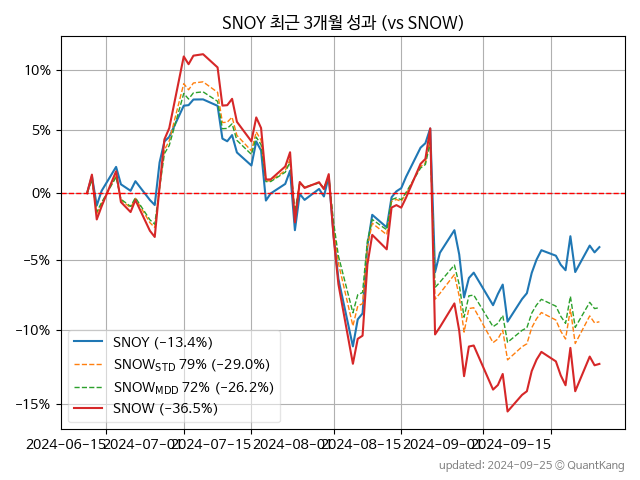 SNOY 최근 3개월 성과 (vs SNOW)
10%
5%
0%
−5%
−10%
−15%
SNOY (−13.4%)
SNOWSTD 79% (−29.0%)
SNOWMDD 72% (−26.2%)
SNOW (−36.5%)
2024-06-15 2024-07-01 2024-07-15 2024-08-01 2024-08-15 2024-09-01 2024-09-15
updated: 2024-09-25 © QuantKang